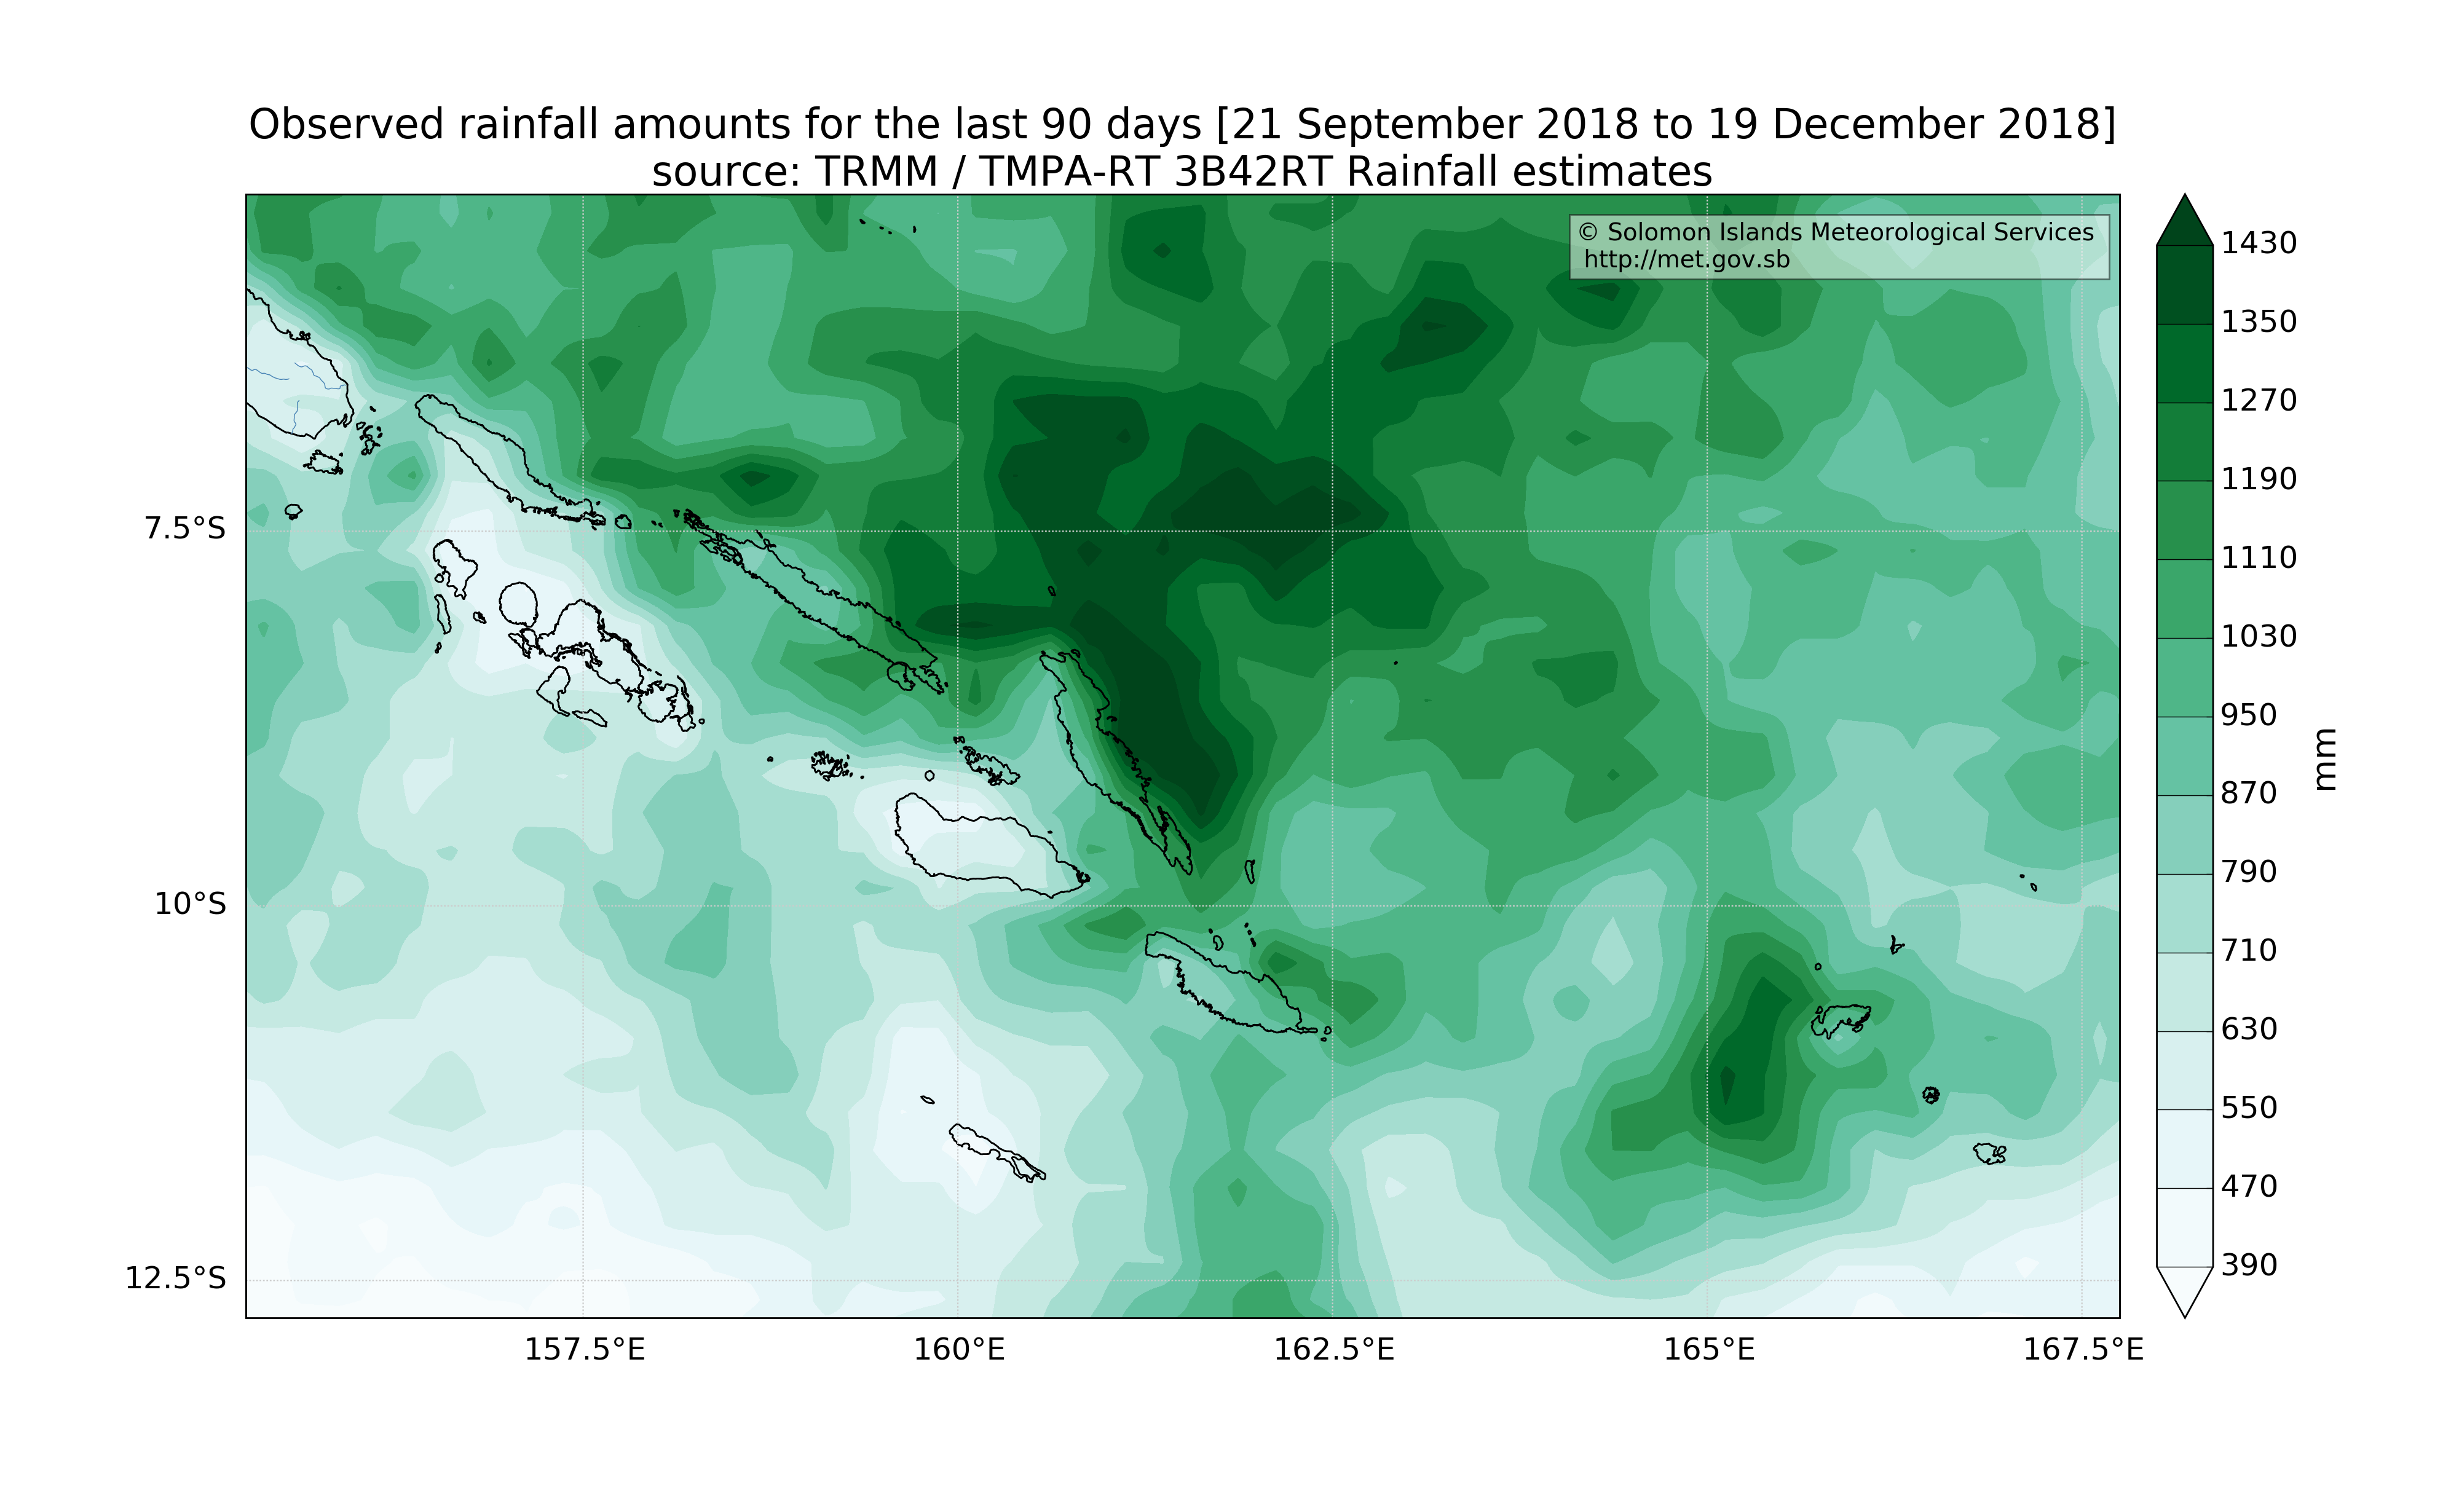 Observed rainfall amounts for the last 90 days [21 September 2018 to 19 December 2018]
source: TRMM / TMPA-RT 3B42RT Rainfall estimates
© Solomon Islands Meteorological Services
http://met.gov.sb
7.5°S
10°S
12.5°S
157.5°E
160°E
162.5°E
165°E
167.5°E
1430
1350
1270
1190
1110
1030
950
870
790
710
630
550
470
390
mm